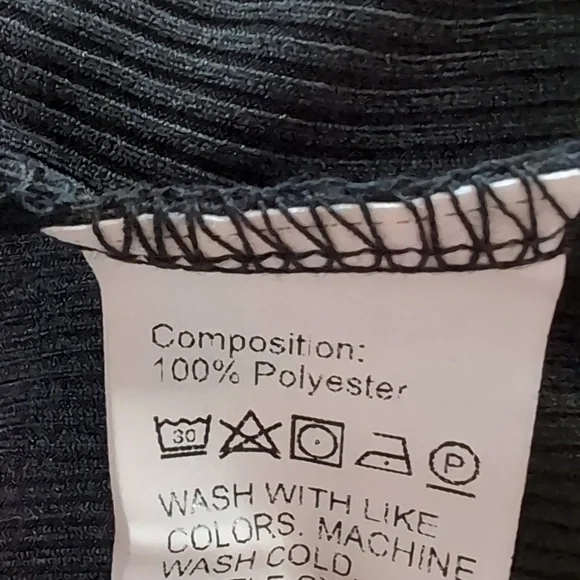 Composition:
100% Polyester
30
P
WASH WITH LIKE
COLORS. MACHINE
WASH COLD